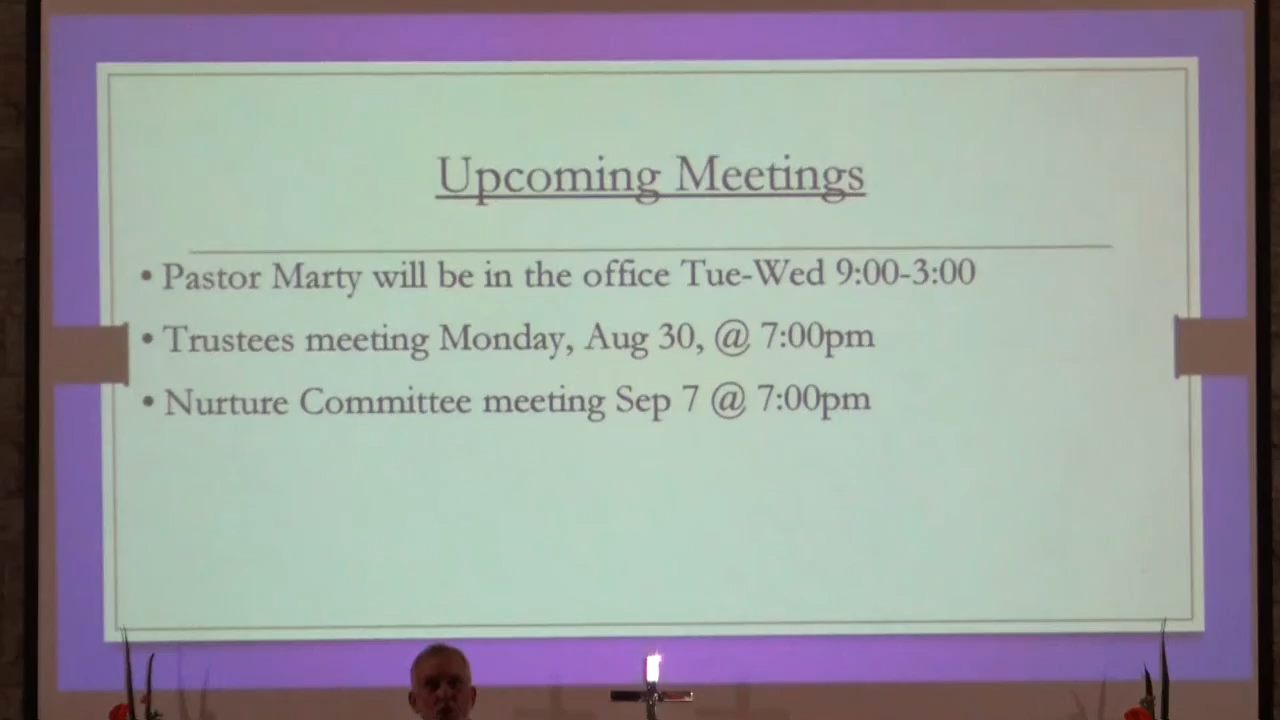 Upcoming Meetings
• Pastor Marty will be in the office Tue-Wed 9:00-3:00
• Trustees meeting Monday, Aug 30, @ 7:00pm
• Nurture Committee meeting Sep 7 @ 7:00pm